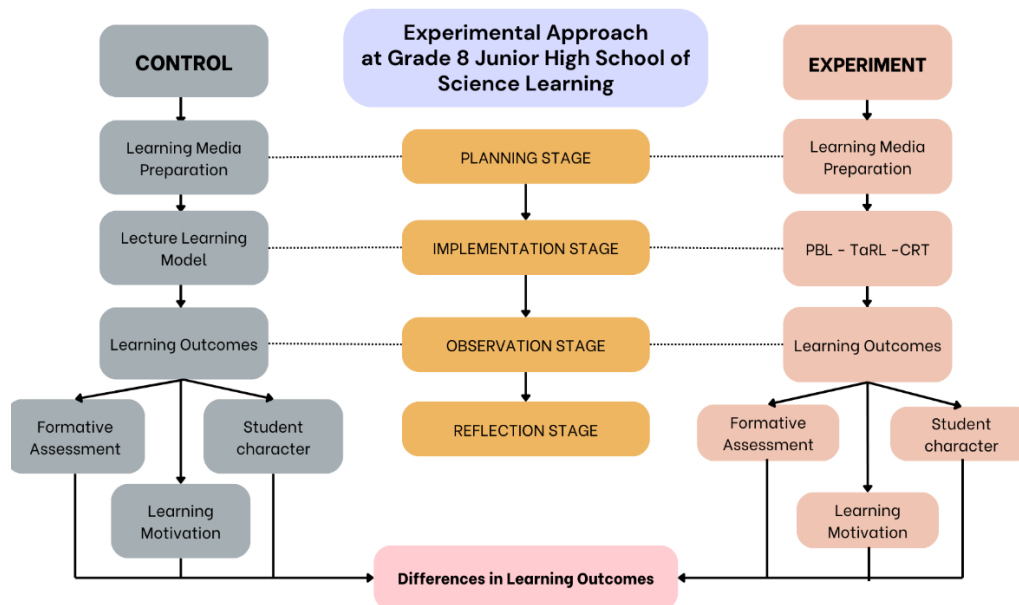 Experimental Approach
at Grade 8 Junior High School of
Science Learning
CONTROL
EXPERIMENT
Learning Media
Preparation
PLANNING STAGE
Learning Media
Preparation
Lecture Learning
Model
IMPLEMENTATION STAGE
PBL - TaRL -CRT
Learning Outcomes
OBSERVATION STAGE
Learning Outcomes
Formative
Assessment
Student
character
REFLECTION STAGE
Formative
Assessment
Student
character
Learning
Motivation
Learning
Motivation
Differences in Learning Outcomes